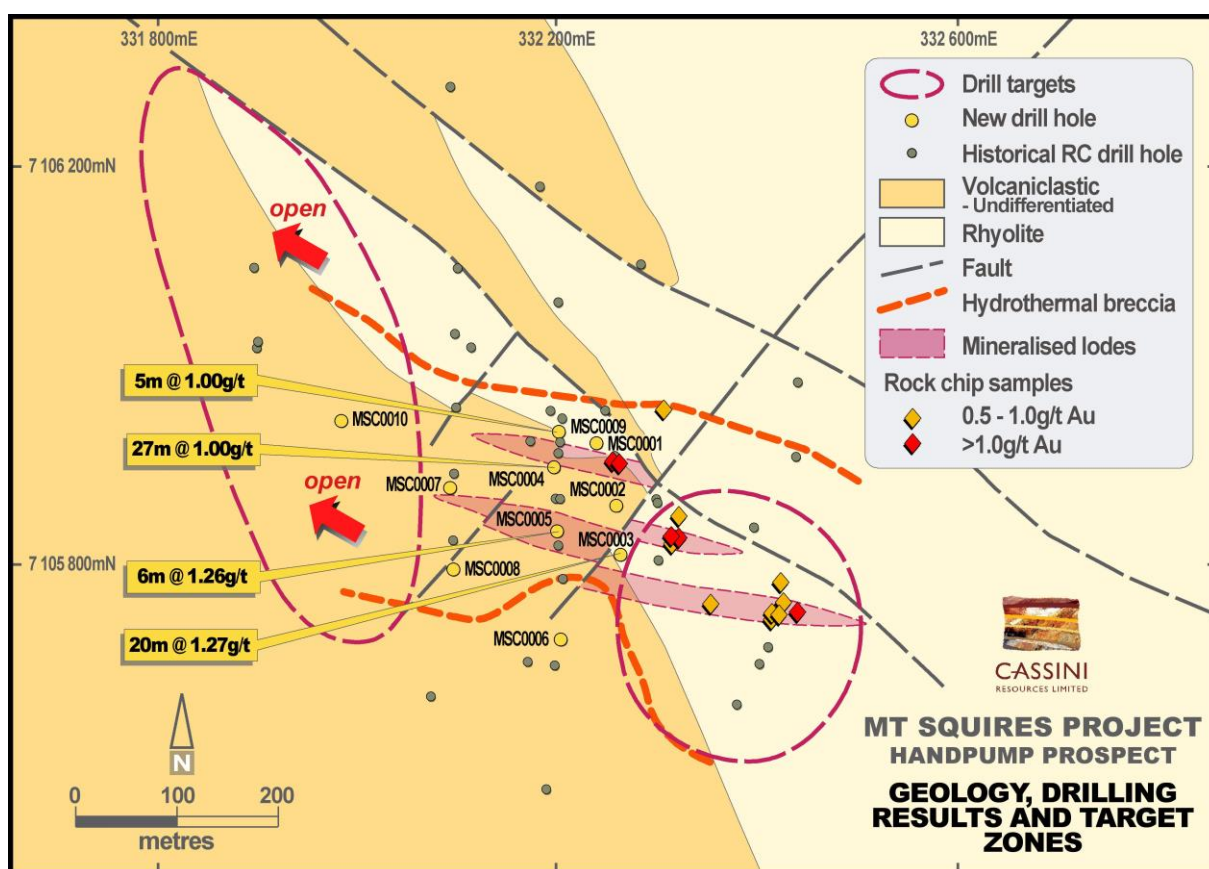 331 800mE
332 200mE
332 600mE
7 106 200mN
7 105 800mN
Drill targets
New drill hole
Historical RC drill hole
Volcaniclastic
- Undifferentiated
Rhyolite
Fault
Hydrothermal breccia
Mineralised lodes
Rock chip samples
0.5 - 1.0g/t Au
>1.0g/t Au
open
open
5m @ 1.00g/t
27m @ 1.00g/t
6m @ 1.26g/t
20m @ 1.27g/t
MSC0010
MSC0009
MSC0001
MSC0004
MSC0007
MSC0002
MSC0005
MSC0003
MSC0008
MSC0006
N
0 100 200
metres
CASSINI
RESOURCES LIMITED
MT SQUIRES PROJECT
HANDPUMP PROSPECT
GEOLOGY, DRILLING
RESULTS AND TARGET
ZONES